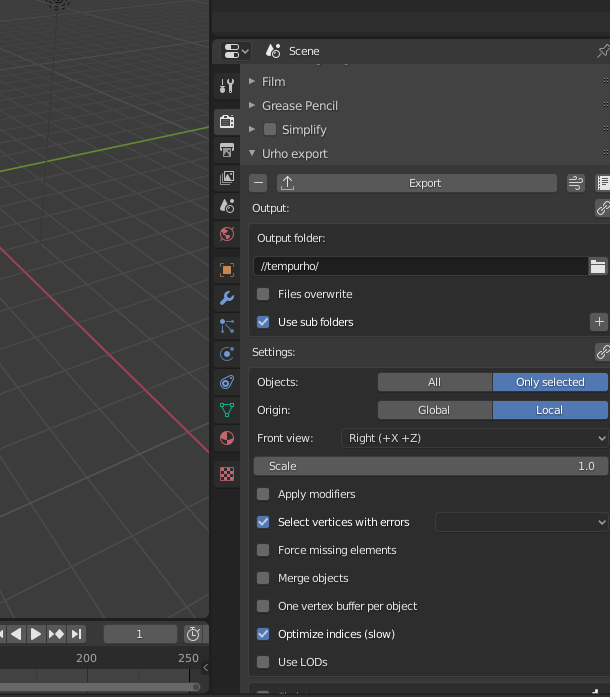 Scene
Film
Grease Pencil
Simplify
Urho export
Export
Output:
Output folder:
//tempurho/
Files overwrite
Use sub folders
Settings:
Objects: All Only selected
Origin: Global Local
Front view: Right (+X +Z)
Scale 1.0
Apply modifiers
Select vertices with errors
Force missing elements
Merge objects
One vertex buffer per object
Optimize indices (slow)
Use LODs
1
200 250